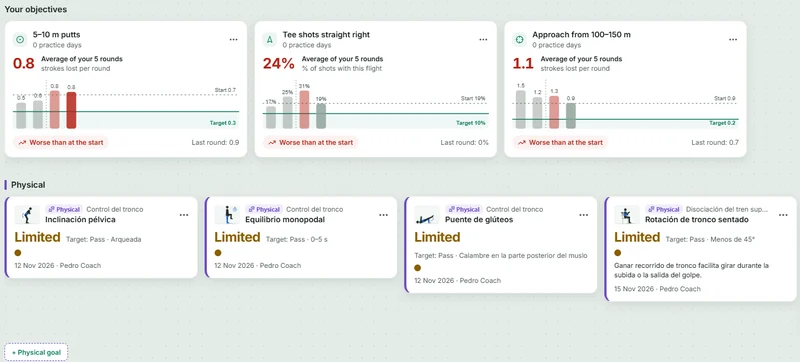 Your objectives
5–10 m putts
0 practice days
0.8 Average of your 5 rounds
strokes lost per round
0.5 0.6 0.8 0.8
Start 0.7
Target 0.3
Worse than at the start
Last round: 0.9
Tee shots straight right
0 practice days
24% Average of your 5 rounds
% of shots with this flight
17% 25% 31% 19%
Start 19%
Target 10%
Worse than at the start
Last round: 0%
Approach from 100–150 m
0 practice days
1.1 Average of your 5 rounds
strokes lost per round
1.5 1.2 1.3 0.9
Start 0.9
Target 0.2
Worse than at the start
Last round: 0.7
Physical
Physical Control del tronco
Inclinación pélvica
Limited Target: Pass · Arqueada
12 Nov 2026 · Pedro Coach
Physical Control del tronco
Equilibrio monopodal
Limited Target: Pass · 0–5 s
12 Nov 2026 · Pedro Coach
Physical Control del tronco
Puente de glúteos
Limited
Target: Pass · Calambre en la parte posterior del muslo
12 Nov 2026 · Pedro Coach
Physical Disociación del tren sup...
Rotación de tronco sentado
Limited Target: Pass · Menos de 45°
Ganar recorrido de tronco facilita girar durante la
subida o la salida del golpe.
15 Nov 2026 · Pedro Coach
+ Physical goal